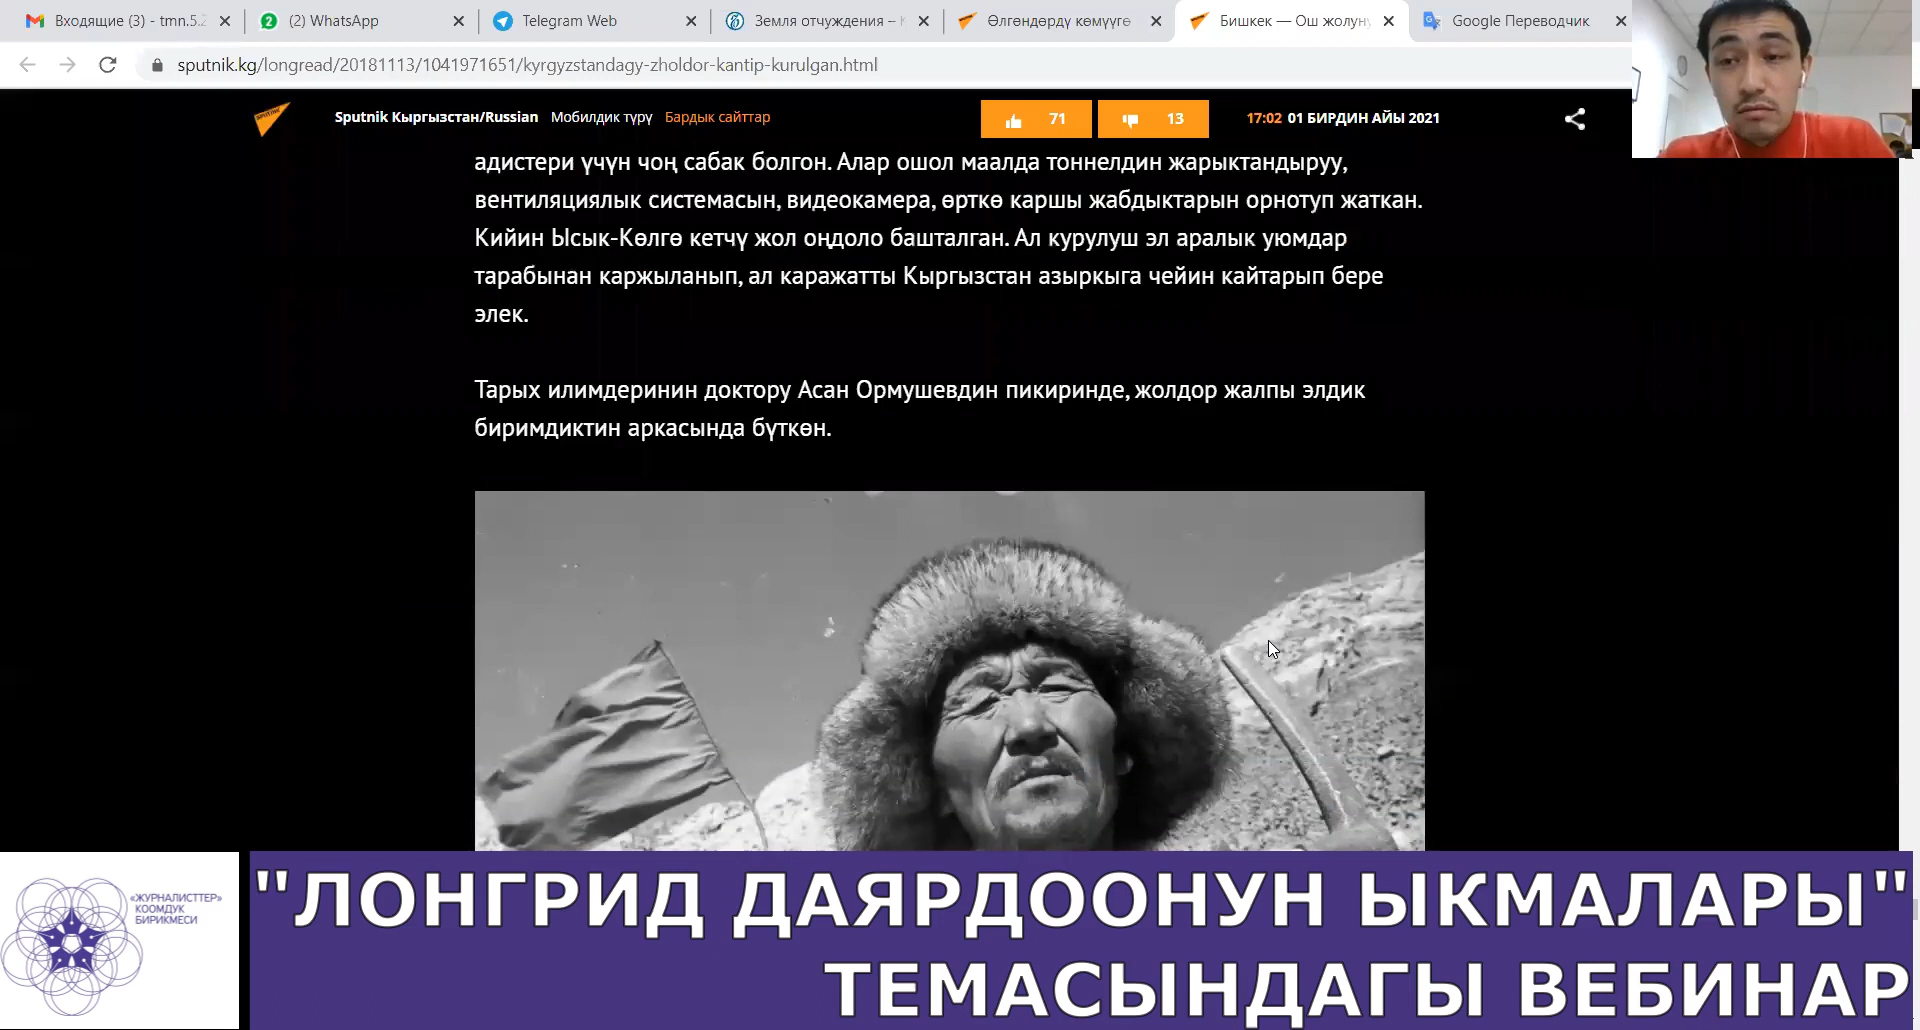 Входящие (3) - tmn.5.2
(2) WhatsApp
Telegram Web
Земля отчуждения –
Өлгөндөрдү көмүүгө
Бишкек — Ош жолуну
Google Переводчик
sputnik.kg/longread/20181113/1041971651/kyrgyzstandagy-zholdor-kantip-kurulgan.html
SPUTNIK
Sputnik Кыргызстан/Russian Мобилдик түрү Бардык сайттар
71
13
17:02 01 БИРДИН АЙЫ 2021
адистери үчүн чоң сабак болгон. Алар ошол маалда тоннелдин жарыктандыруу,
вентиляциялык системасын, видеокамера, өрткө каршы жабдыктарын орнотуп жаткан.
Кийин Ысык-Көлгө кетчү жол оңдоло башталган. Ал курулуш эл аралык уюмдар
тарабынан каржыланып, ал каражатты Кыргызстан азыркыга чейин кайтарып бере
элек.
Тарых илимдеринин доктору Асан Ормушевдин пикиринде, жолдор жалпы элдик
биримдиктин аркасында бүткөн.
«ЖУРНАЛИСТТЕР»
КООМДУК
БИРИКМЕСИ
"ЛОНГРИД ДАЯРДООНУН ЫКМАЛАРЫ"
ТЕМАСЫНДАГЫ ВЕБИНАР